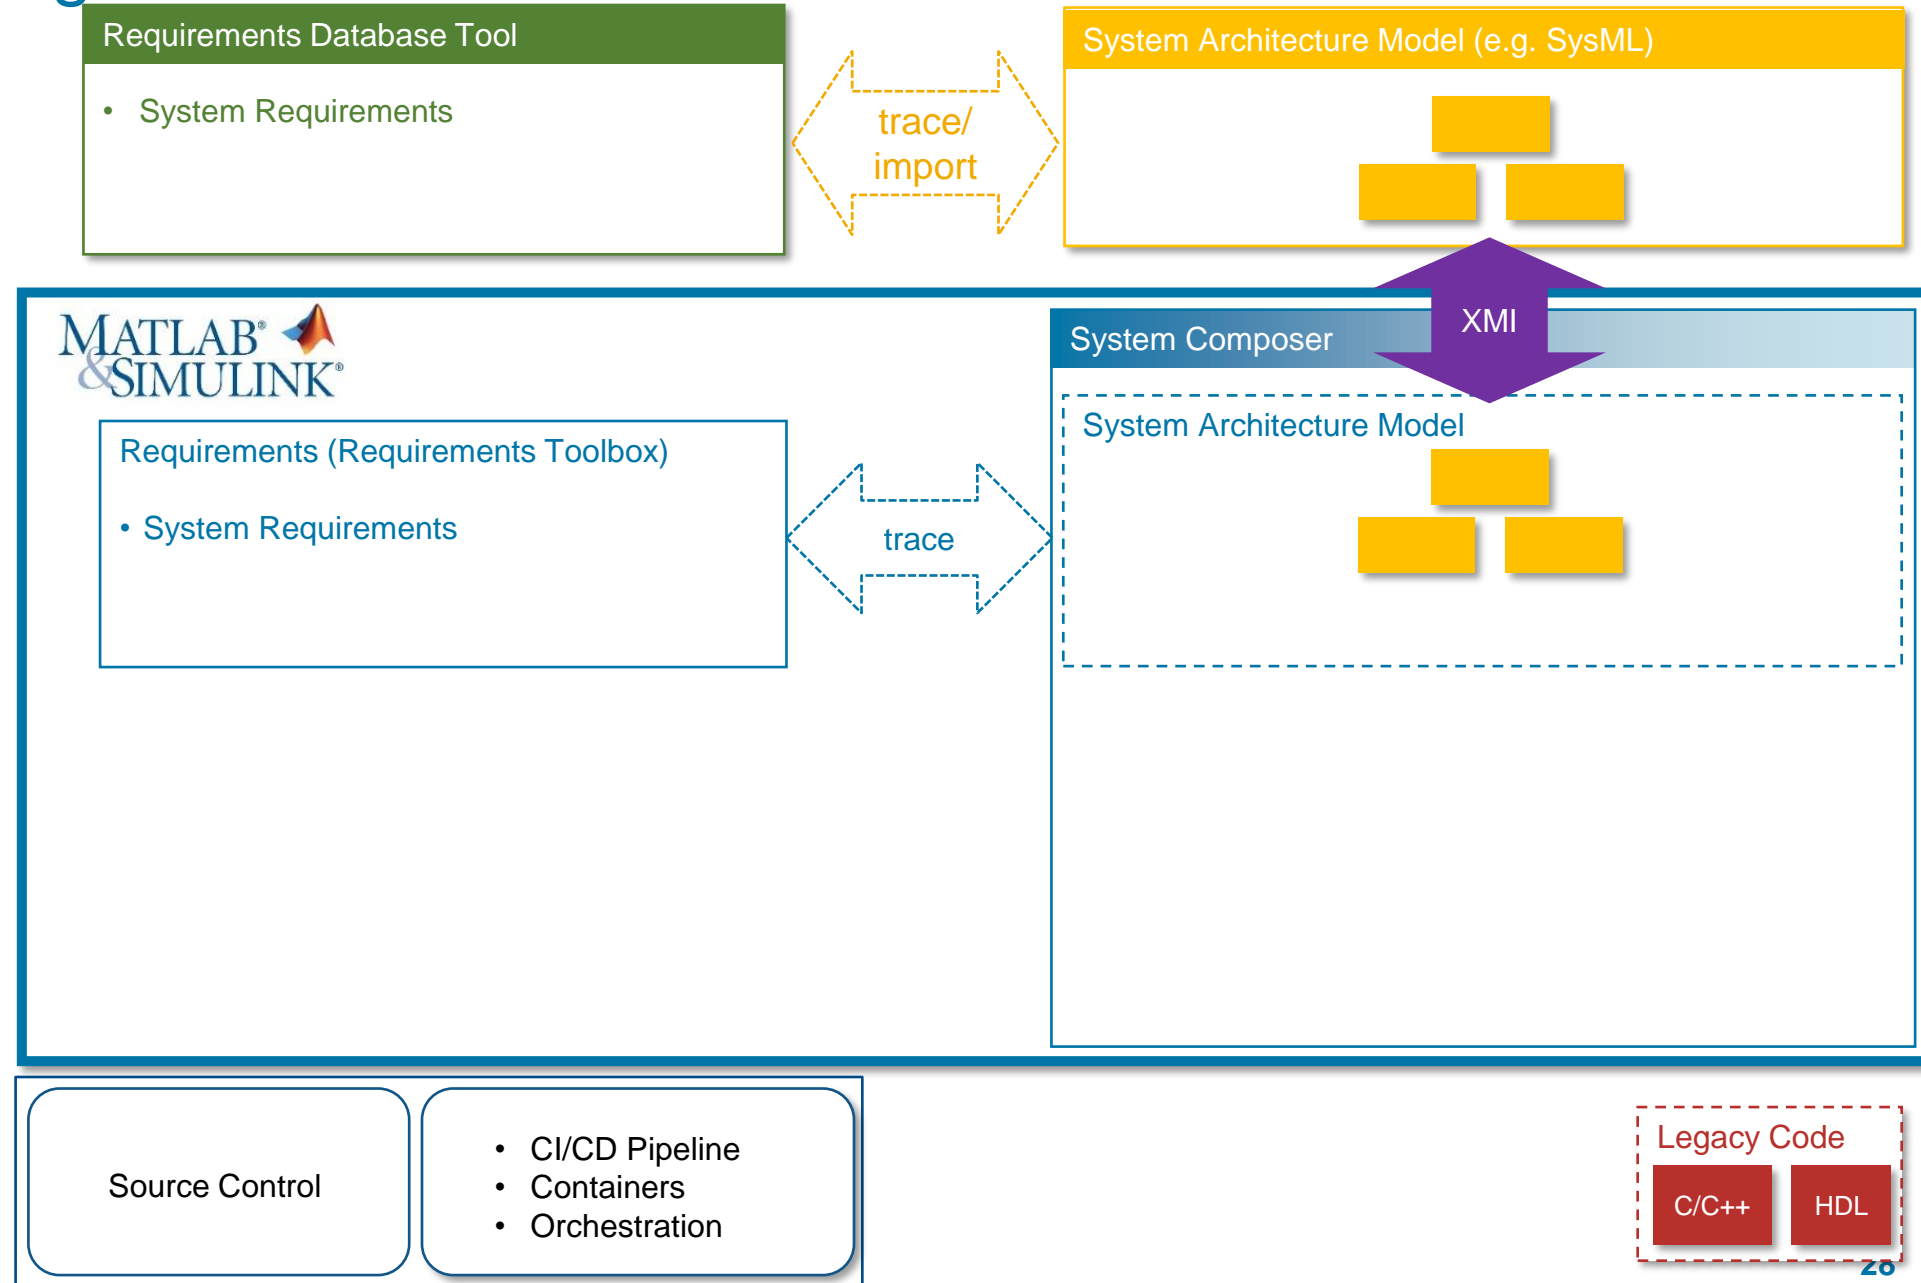 Requirements Database Tool
• System Requirements
trace/
import
System Architecture Model (e.g. SysML)
MATLAB®
&SIMULINK®
XMI
System Composer
Requirements (Requirements Toolbox)
• System Requirements
trace
System Architecture Model
Source Control
• CI/CD Pipeline
• Containers
• Orchestration
Legacy Code
C/C++
HDL
28